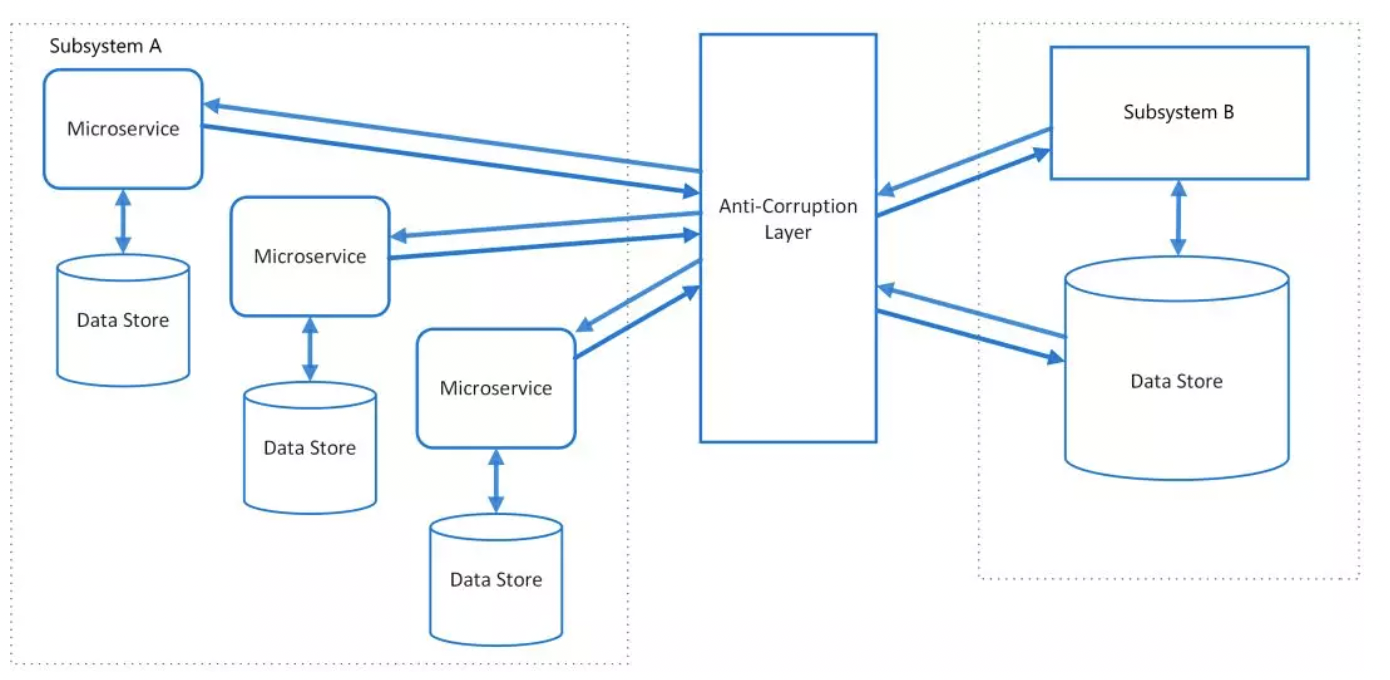 Subsystem A
Microservice
Data Store
Microservice
Data Store
Microservice
Data Store
Anti-Corruption
Layer
Subsystem B
Data Store